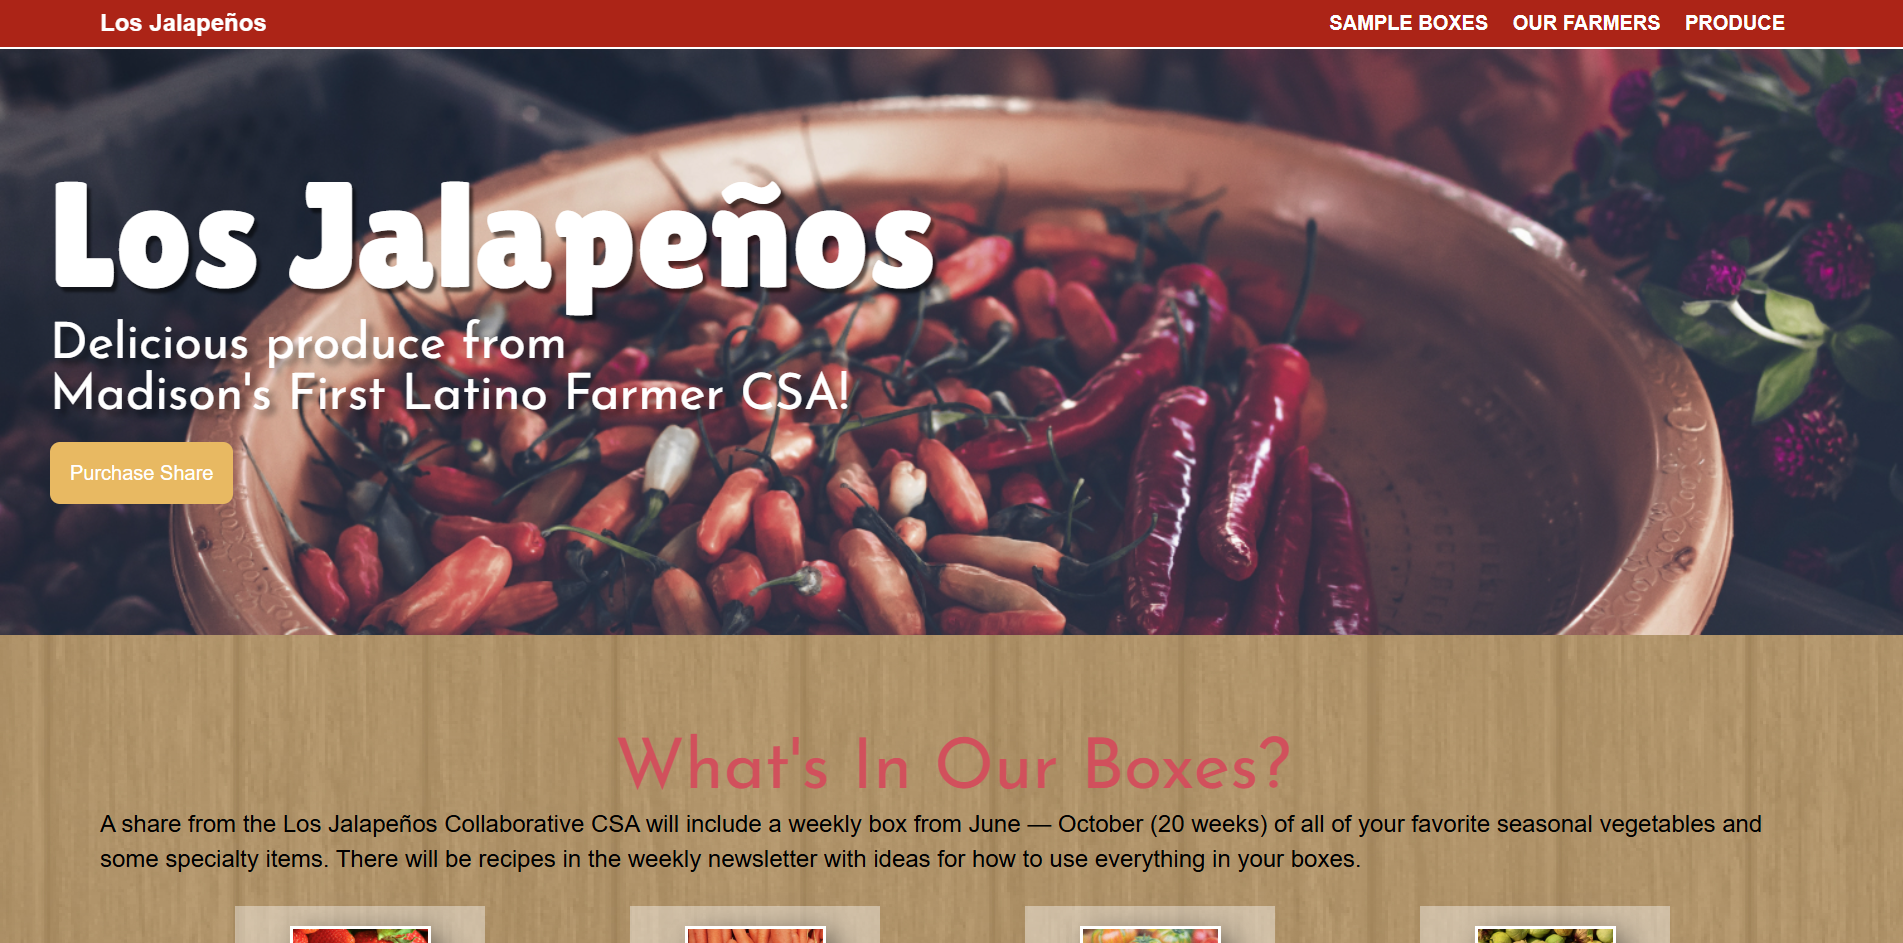 Los Jalapeños
SAMPLE BOXES OUR FARMERS PRODUCE
Los Jalapeños
Delicious produce from
Madison's First Latino Farmer CSA!
Purchase Share
What's In Our Boxes?
A share from the Los Jalapeños Collaborative CSA will include a weekly box from June — October (20 weeks) of all of your favorite seasonal vegetables and
some specialty items. There will be recipes in the weekly newsletter with ideas for how to use everything in your boxes.